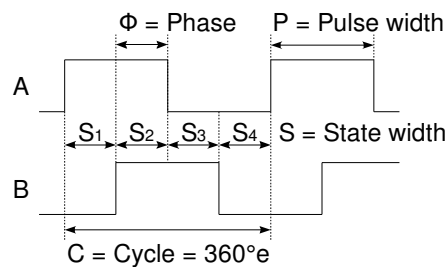 Φ = Phase P = Pulse width
A
S1 S2 S3 S4 S = State width
B
C = Cycle = 360°e